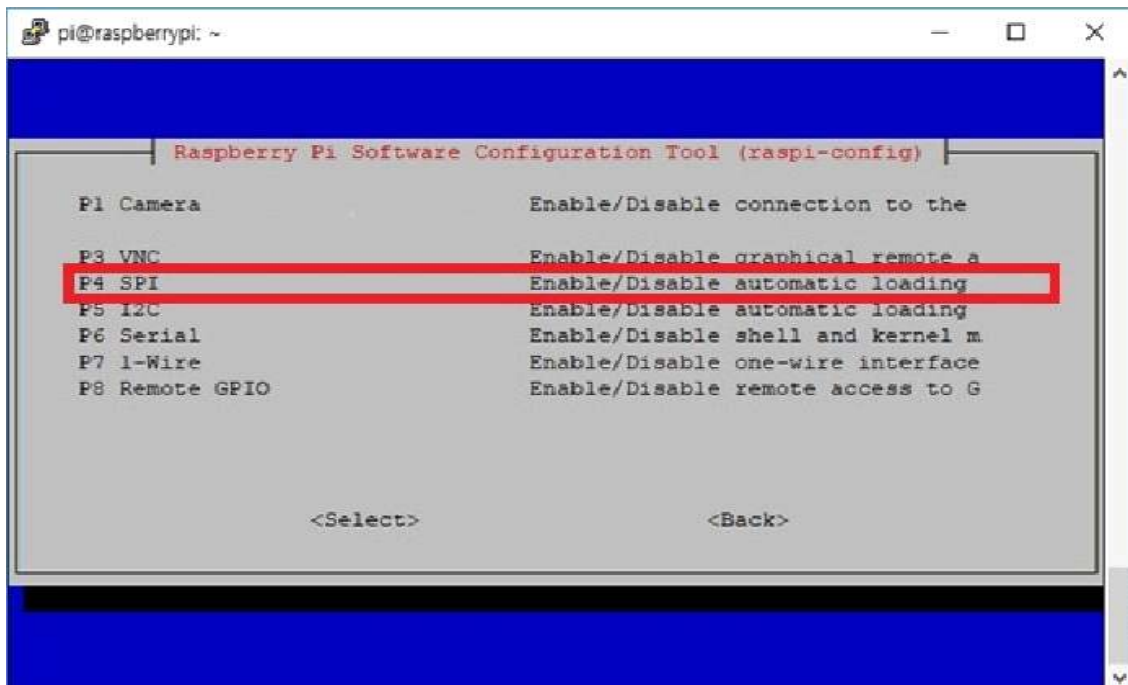 pi@raspberrypi: ~
Raspberry Pi Software Configuration Tool (raspi-config)
P1 Camera Enable/Disable connection to the
P3 VNC Enable/Disable graphical remote a
P4 SPI Enable/Disable automatic loading
P5 I2C Enable/Disable automatic loading
P6 Serial Enable/Disable shell and kernel m
P7 1-Wire Enable/Disable one-wire interface
P8 Remote GPIO Enable/Disable remote access to G
<Select> <Back>